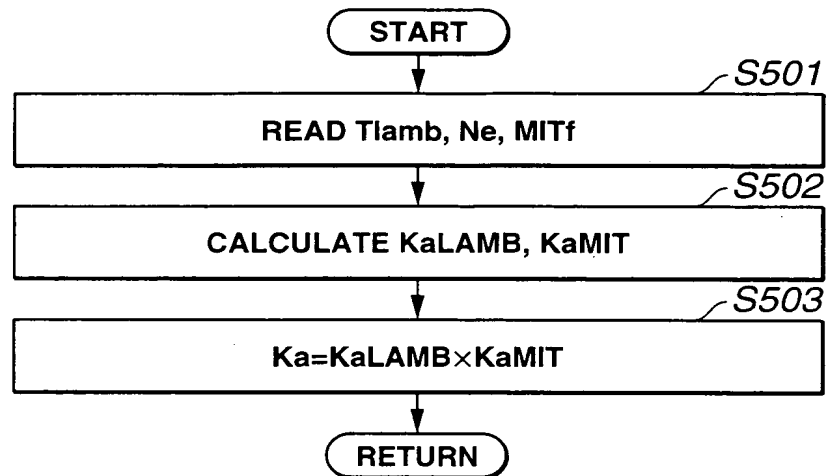 START
S501
READ Tlamb, Ne, MITf
S502
CALCULATE KaLAMB, KaMIT
S503
Ka=KaLAMB×KaMIT
RETURN